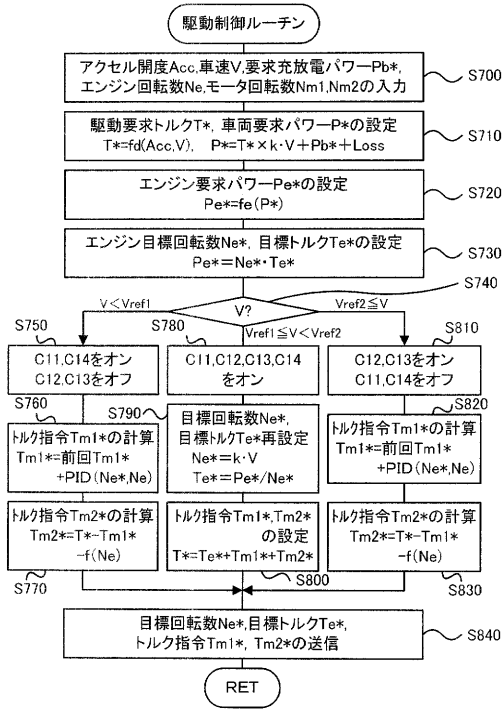 駆動制御ルーチン
アクセル開度Acc,車速V,要求充放電パワーPb*,
エンジン回転数Ne,モータ回転数Nm1,Nm2の入力
S700
駆動要求トルクT*, 車両要求パワーP*の設定
T*=fd(Acc,V), P*=T*×k・V+Pb*+Loss
S710
エンジン要求パワーPe*の設定
Pe*=fe(P*)
S720
エンジン目標回転数Ne*, 目標トルクTe*の設定
Pe*=Ne*・Te*
S730
S740
V?
V<Vref1
Vref1≦V<Vref2
Vref2≦V
S750
C11,C14をオン
C12,C13をオフ
S760
トルク指令Tm1*の計算
Tm1*=前回Tm1*
+PID(Ne*,Ne)
トルク指令Tm2*の計算
Tm2*=T*-Tm1*
-f(Ne)
S770
S780
C11,C12,C13,C14
をオン
S790
目標回転数Ne*,
目標トルクTe*再設定
Ne*=k・V
Te*=Pe*/Ne*
トルク指令Tm1*,Tm2*
の設定
T*=Te*+Tm1*+Tm2*
S800
S810
C12,C13をオン
C11,C14をオフ
S820
トルク指令Tm1*の計算
Tm1*=前回Tm1*
+PID(Ne*,Ne)
トルク指令Tm2*の計算
Tm2*=T*-Tm1*
-f(Ne)
S830
目標回転数Ne*,目標トルクTe*,
トルク指令Tm1*, Tm2*の送信
S840
RET